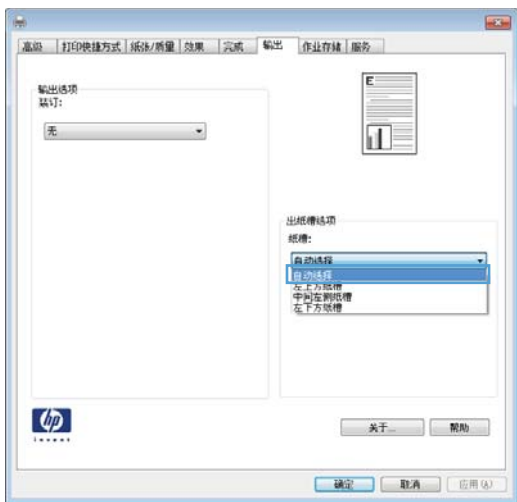 高级 打印快捷方式 纸张/质量 效果 完成 输出 作业存储 服务
输出选项
装订:
无
E
出纸槽选项
纸槽:
自动选择
自动选择
左上方纸槽
中间左侧纸槽
左下方纸槽
hp
invent
关于... 帮助
确定 取消 应用(A)